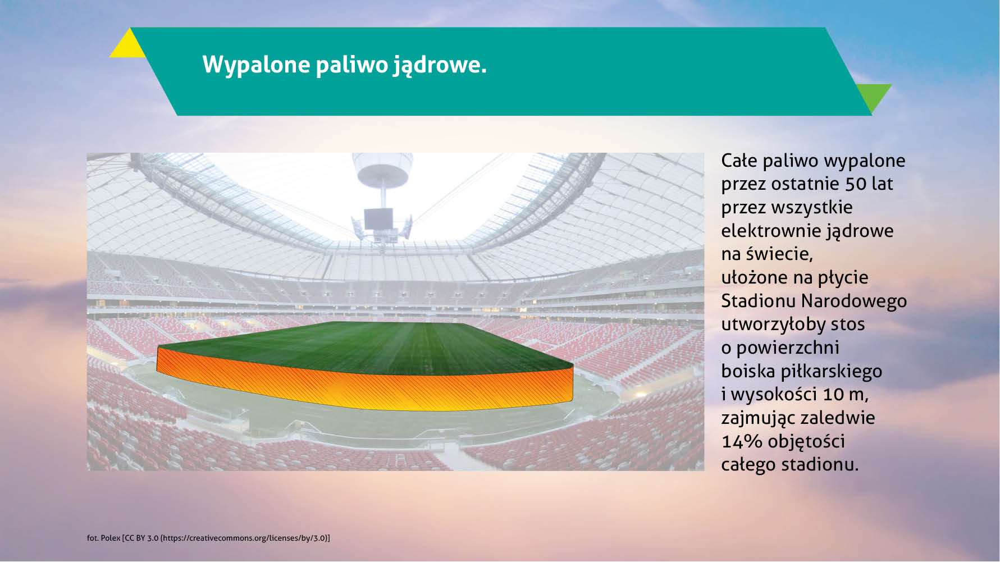 Wypalone paliwo jądrowe.
Całe paliwo wypalone
przez ostatnie 50 lat
przez wszystkie
elektrownie jądrowe
na świecie,
ułożone na płycie
Stadionu Narodowego
utworzyłoby stos
o powierzchni
boiska piłkarskiego
i wysokości 10 m,
zajmując zaledwie
14% objętości
całego stadionu.
fot. Polex [CC BY 3.0 (https://creativecommons.org/licenses/by/3.0)]